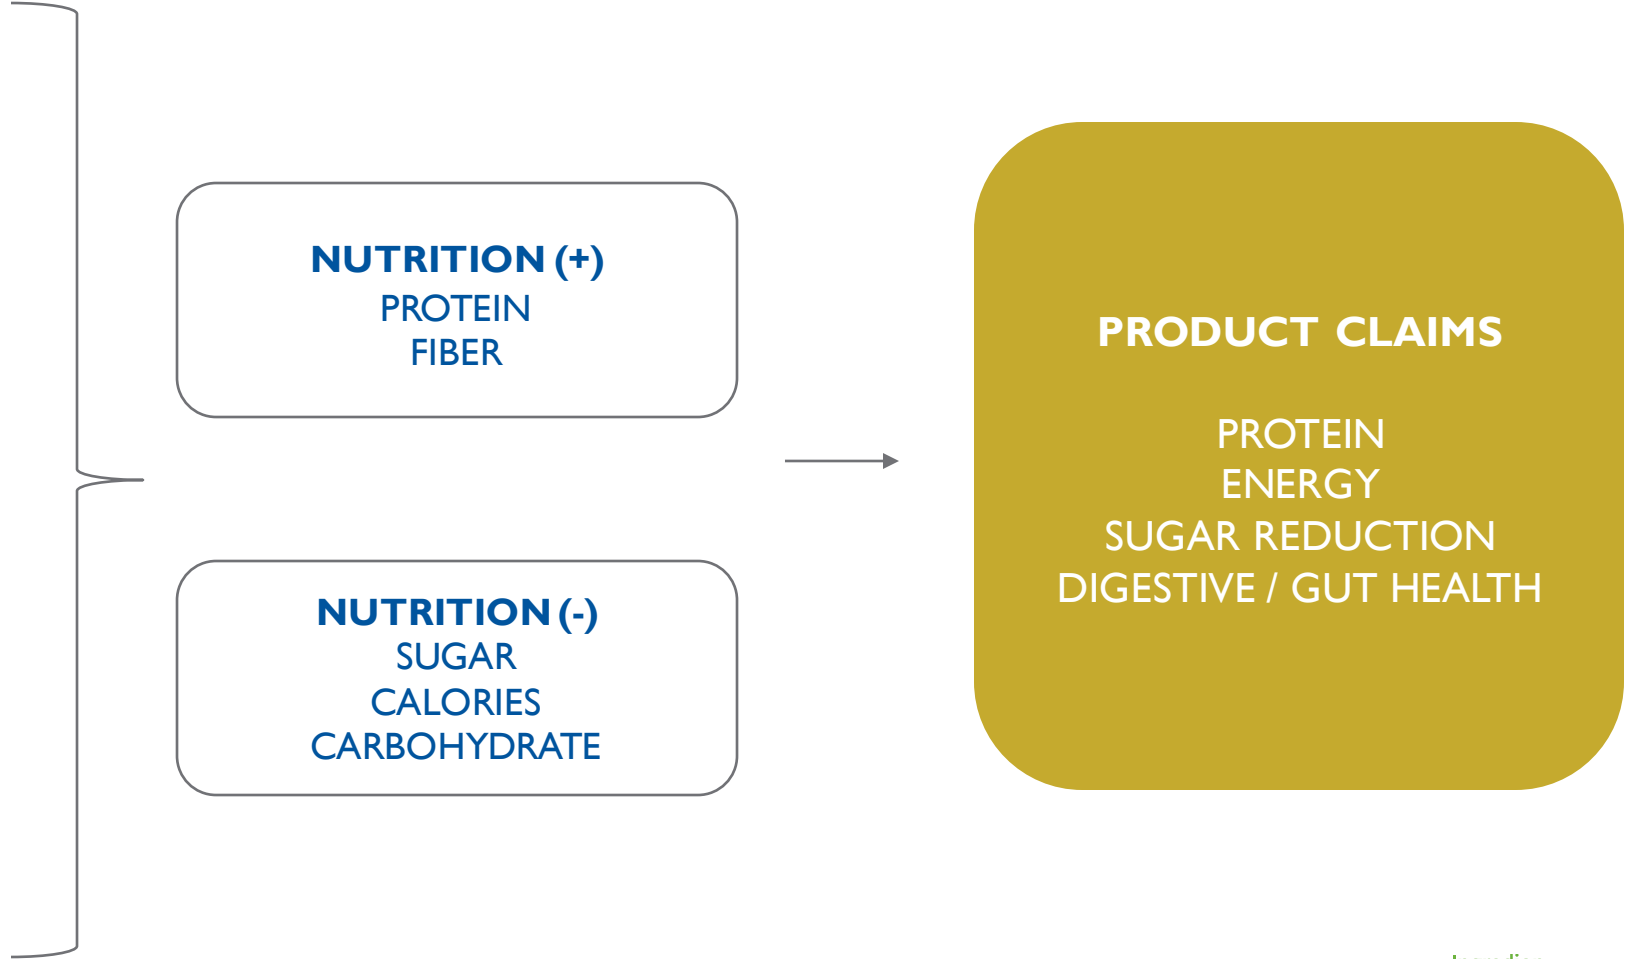 NUTRITION (+)
PROTEIN
FIBER
NUTRITION (-)
SUGAR
CALORIES
CARBOHYDRATE
PRODUCT CLAIMS
PROTEIN
ENERGY
SUGAR REDUCTION
DIGESTIVE / GUT HEALTH